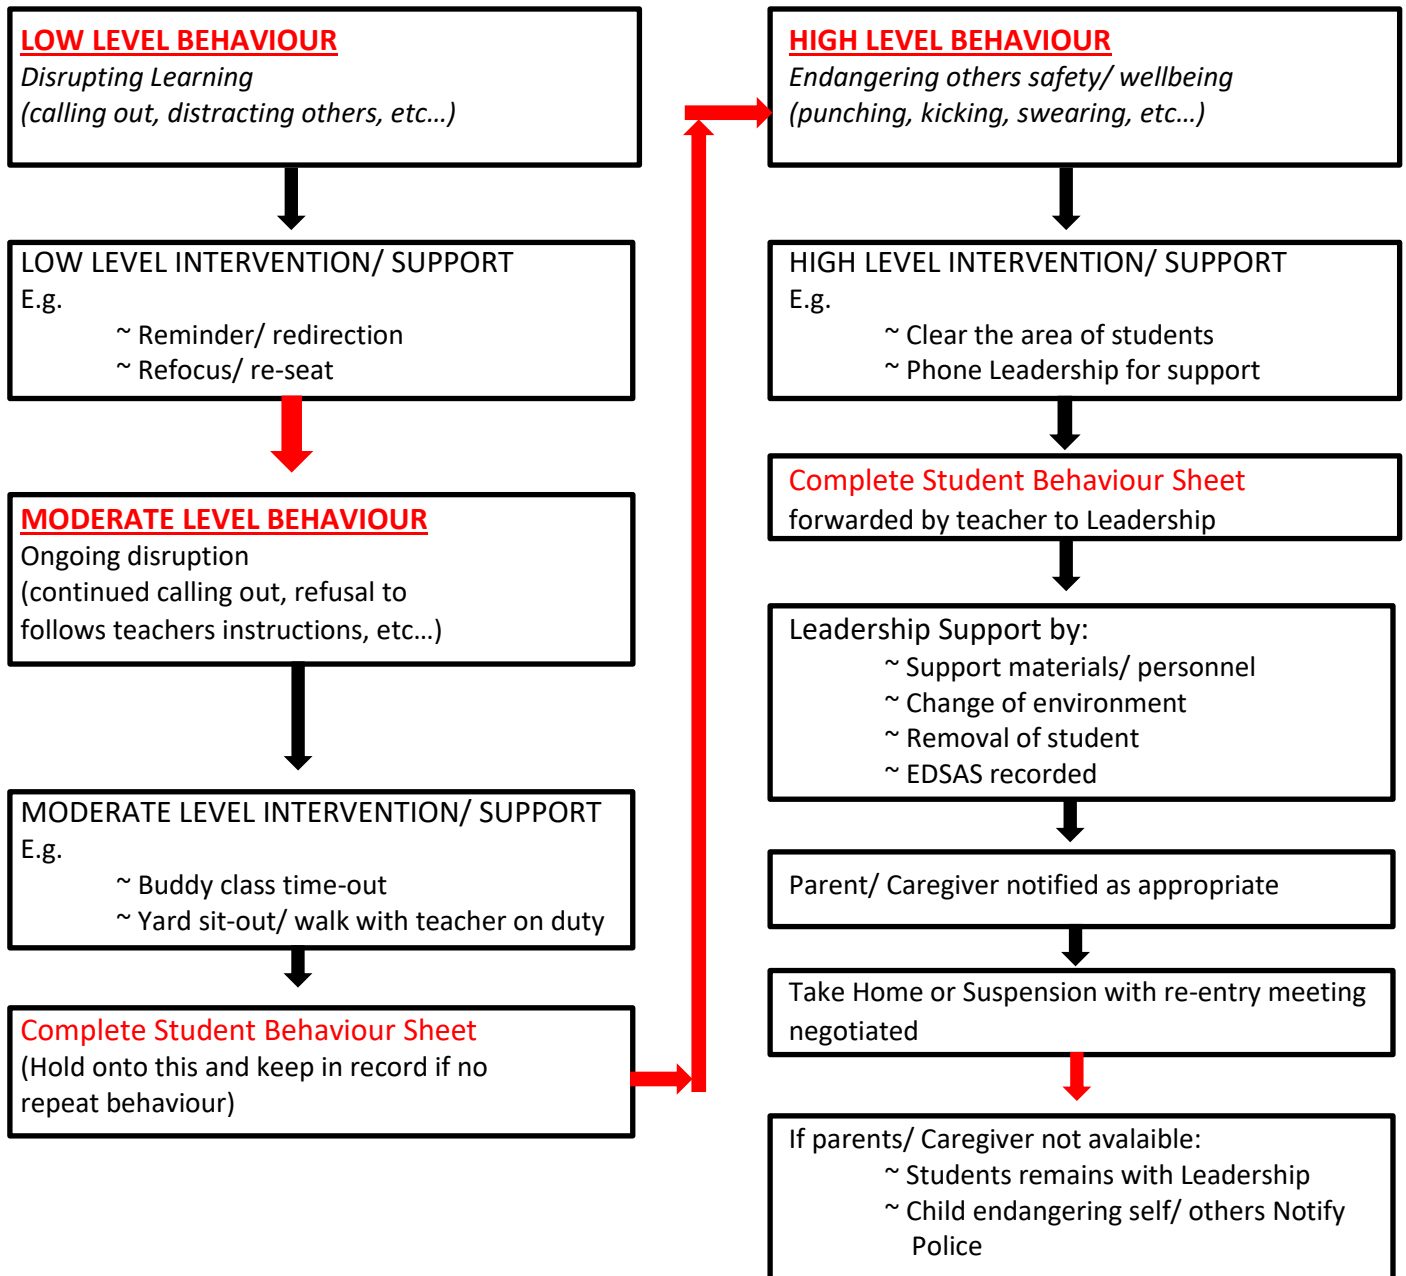 LOW LEVEL BEHAVIOUR
Disrupting Learning
(calling out, distracting others, etc…)
LOW LEVEL INTERVENTION/ SUPPORT
E.g.
~ Reminder/ redirection
~ Refocus/ re-seat
MODERATE LEVEL BEHAVIOUR
Ongoing disruption
(continued calling out, refusal to
follows teachers instructions, etc…)
MODERATE LEVEL INTERVENTION/ SUPPORT
E.g.
~ Buddy class time-out
~ Yard sit-out/ walk with teacher on duty
Complete Student Behaviour Sheet
(Hold onto this and keep in record if no
repeat behaviour)
HIGH LEVEL BEHAVIOUR
Endangering others safety/ wellbeing
(punching, kicking, swearing, etc…)
HIGH LEVEL INTERVENTION/ SUPPORT
E.g.
~ Clear the area of students
~ Phone Leadership for support
Complete Student Behaviour Sheet
forwarded by teacher to Leadership
Leadership Support by:
~ Support materials/ personnel
~ Change of environment
~ Removal of student
~ EDSAS recorded
Parent/ Caregiver notified as appropriate
Take Home or Suspension with re-entry meeting
negotiated
If parents/ Caregiver not avalaible:
~ Students remains with Leadership
~ Child endangering self/ others Notify
Police